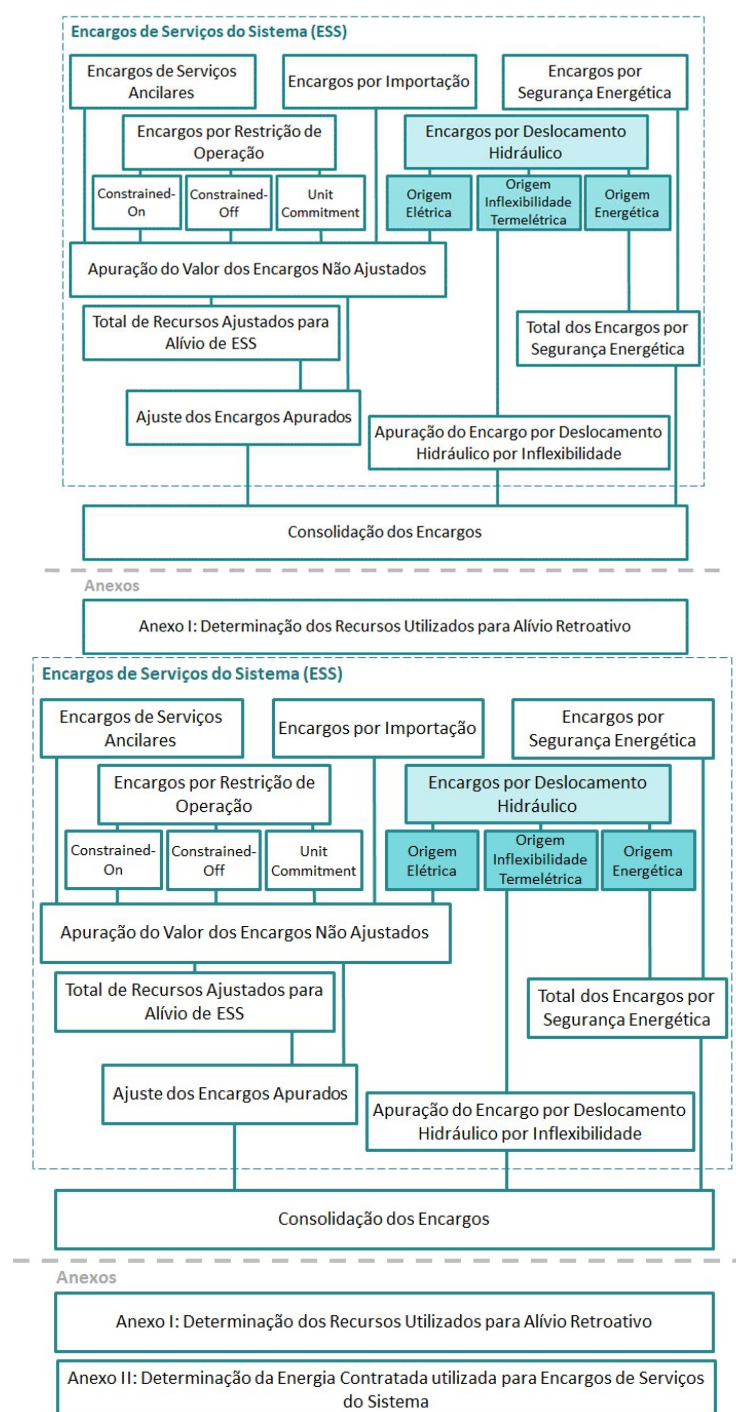 Encargos de Serviços do Sistema (ESS)
Encargos de Serviços
Ancilares
Encargos por Importação
Encargos por
Segurança Energética
Encargos por Restrição de
Operação
Encargos por Deslocamento
Hidráulico
Constrained-
On
Constrained-
Off
Unit
Commitment
Origem
Elétrica
Origem
Inflexibilidade
Termelétrica
Origem
Energética
Apuração do Valor dos Encargos Não Ajustados
Total de Recursos Ajustados para
Alívio de ESS
Total dos Encargos por
Segurança Energética
Ajuste dos Encargos Apurados
Apuração do Encargo por Deslocamento
Hidráulico por Inflexibilidade
Consolidação dos Encargos
Anexos
Anexo I: Determinação dos Recursos Utilizados para Alívio Retroativo
Encargos de Serviços do Sistema (ESS)
Encargos de Serviços
Ancilares
Encargos por Importação
Encargos por
Segurança Energética
Encargos por Restrição de
Operação
Encargos por Deslocamento
Hidráulico
Constrained-
On
Constrained-
Off
Unit
Commitment
Origem
Elétrica
Origem
Inflexibilidade
Termelétrica
Origem
Energética
Apuração do Valor dos Encargos Não Ajustados
Total de Recursos Ajustados para
Alívio de ESS
Total dos Encargos por
Segurança Energética
Ajuste dos Encargos Apurados
Apuração do Encargo por Deslocamento
Hidráulico por Inflexibilidade
Consolidação dos Encargos
Anexos
Anexo I: Determinação dos Recursos Utilizados para Alívio Retroativo
Anexo II: Determinação da Energia Contratada utilizada para Encargos de Serviços
do Sistema